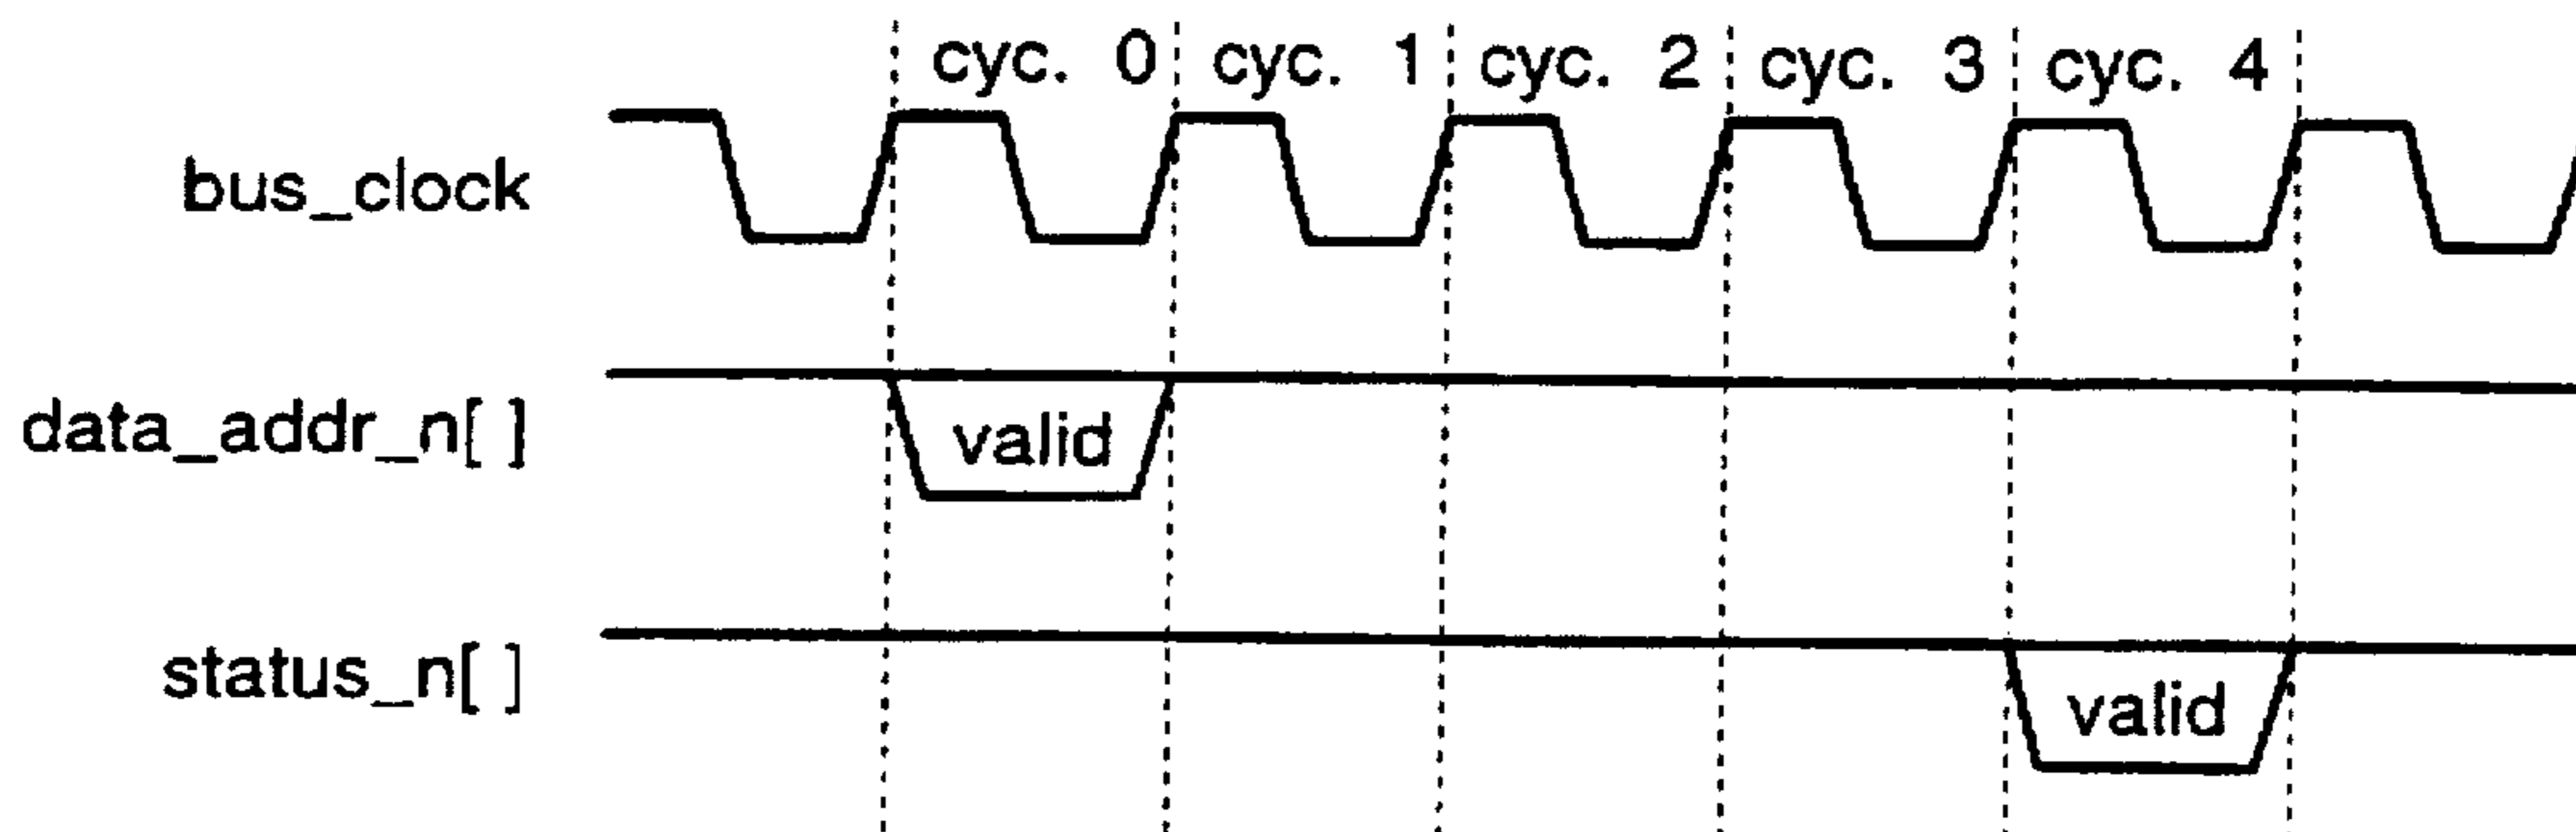 cyc. 0 cyc. 1 cyc. 2 cyc. 3 cyc. 4
bus_clock
data_addr_n[ ] valid
status_n[ ] valid